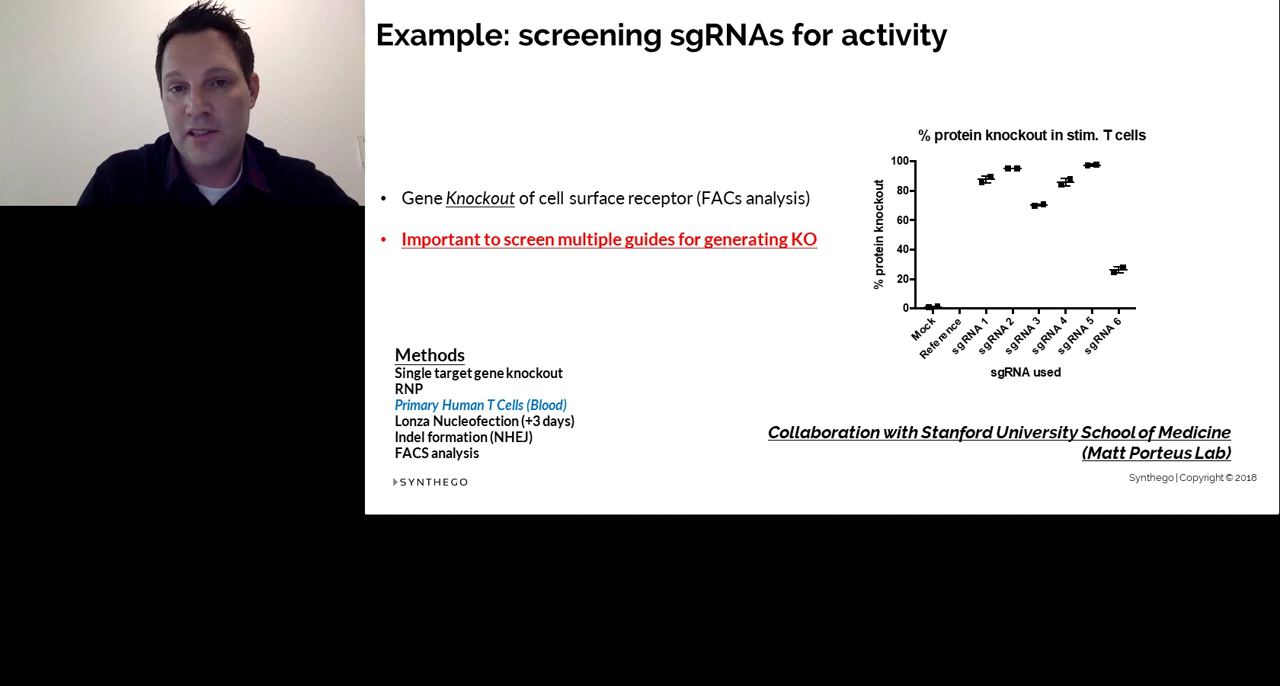 Example: screening sgRNAs for activity
• Gene Knockout of cell surface receptor (FACs analysis)
• Important to screen multiple guides for generating KO
Methods
Single target gene knockout
RNP
Primary Human T Cells (Blood)
Lonza Nucleofection (+3 days)
Indel formation (NHEJ)
FACS analysis
SYNTHEGO
% protein knockout in stim. T cells
% protein knockout
100
80
60
40
20
0
Mock
Reference
sgRNA 1
sgRNA 2
sgRNA 3
sgRNA 4
sgRNA 5
sgRNA 6
sgRNA used
Collaboration with Stanford University School of Medicine
(Matt Porteus Lab)
Synthego | Copyright © 2018